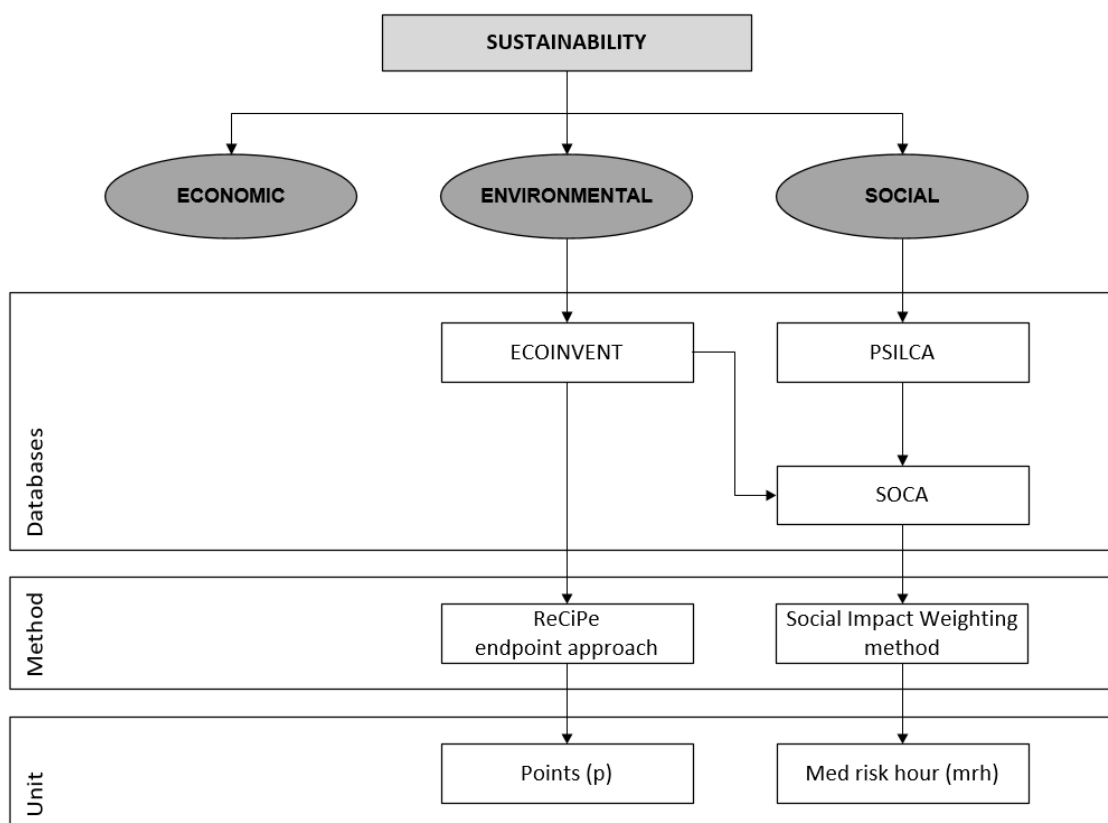 SUSTAINABILITY
ECONOMIC
ENVIRONMENTAL
SOCIAL
Databases
ECOINVENT
PSILCA
SOCA
Method
ReCiPe
endpoint approach
Social Impact Weighting
method
Unit
Points (p)
Med risk hour (mrh)